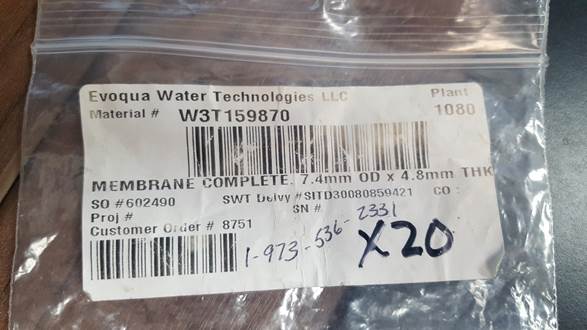 Evoqua Water Technologies LLC Plant
Material # W3T159870 1080
MEMBRANE COMPLETE. 7.4mm OD x 4.8mm THK
SO #602490 SWT Delvy #SITD30080859421 CO :
Proj # SN #
Customer Order # 8751
1-973-536-2331
X20